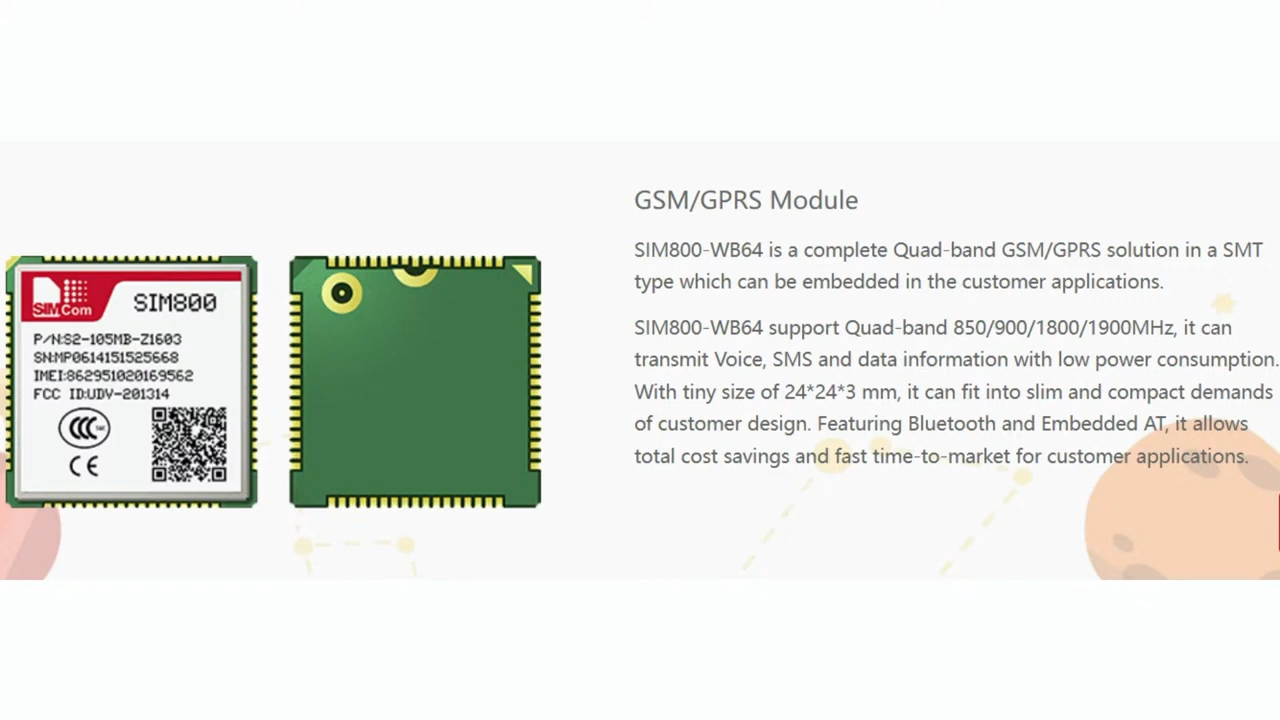 SIMCom
SIM800
P/N:S2-105MB-Z1603
SN:MP0614151525668
IMEI:862951020169562
FCC ID:UDV-201314
CCC
CE
GSM/GPRS Module
SIM800-WB64 is a complete Quad-band GSM/GPRS solution in a SMT
type which can be embedded in the customer applications.
SIM800-WB64 support Quad-band 850/900/1800/1900MHz, it can
transmit Voice, SMS and data information with low power consumption.
With tiny size of 24*24*3 mm, it can fit into slim and compact demands
of customer design. Featuring Bluetooth and Embedded AT, it allows
total cost savings and fast time-to-market for customer applications.